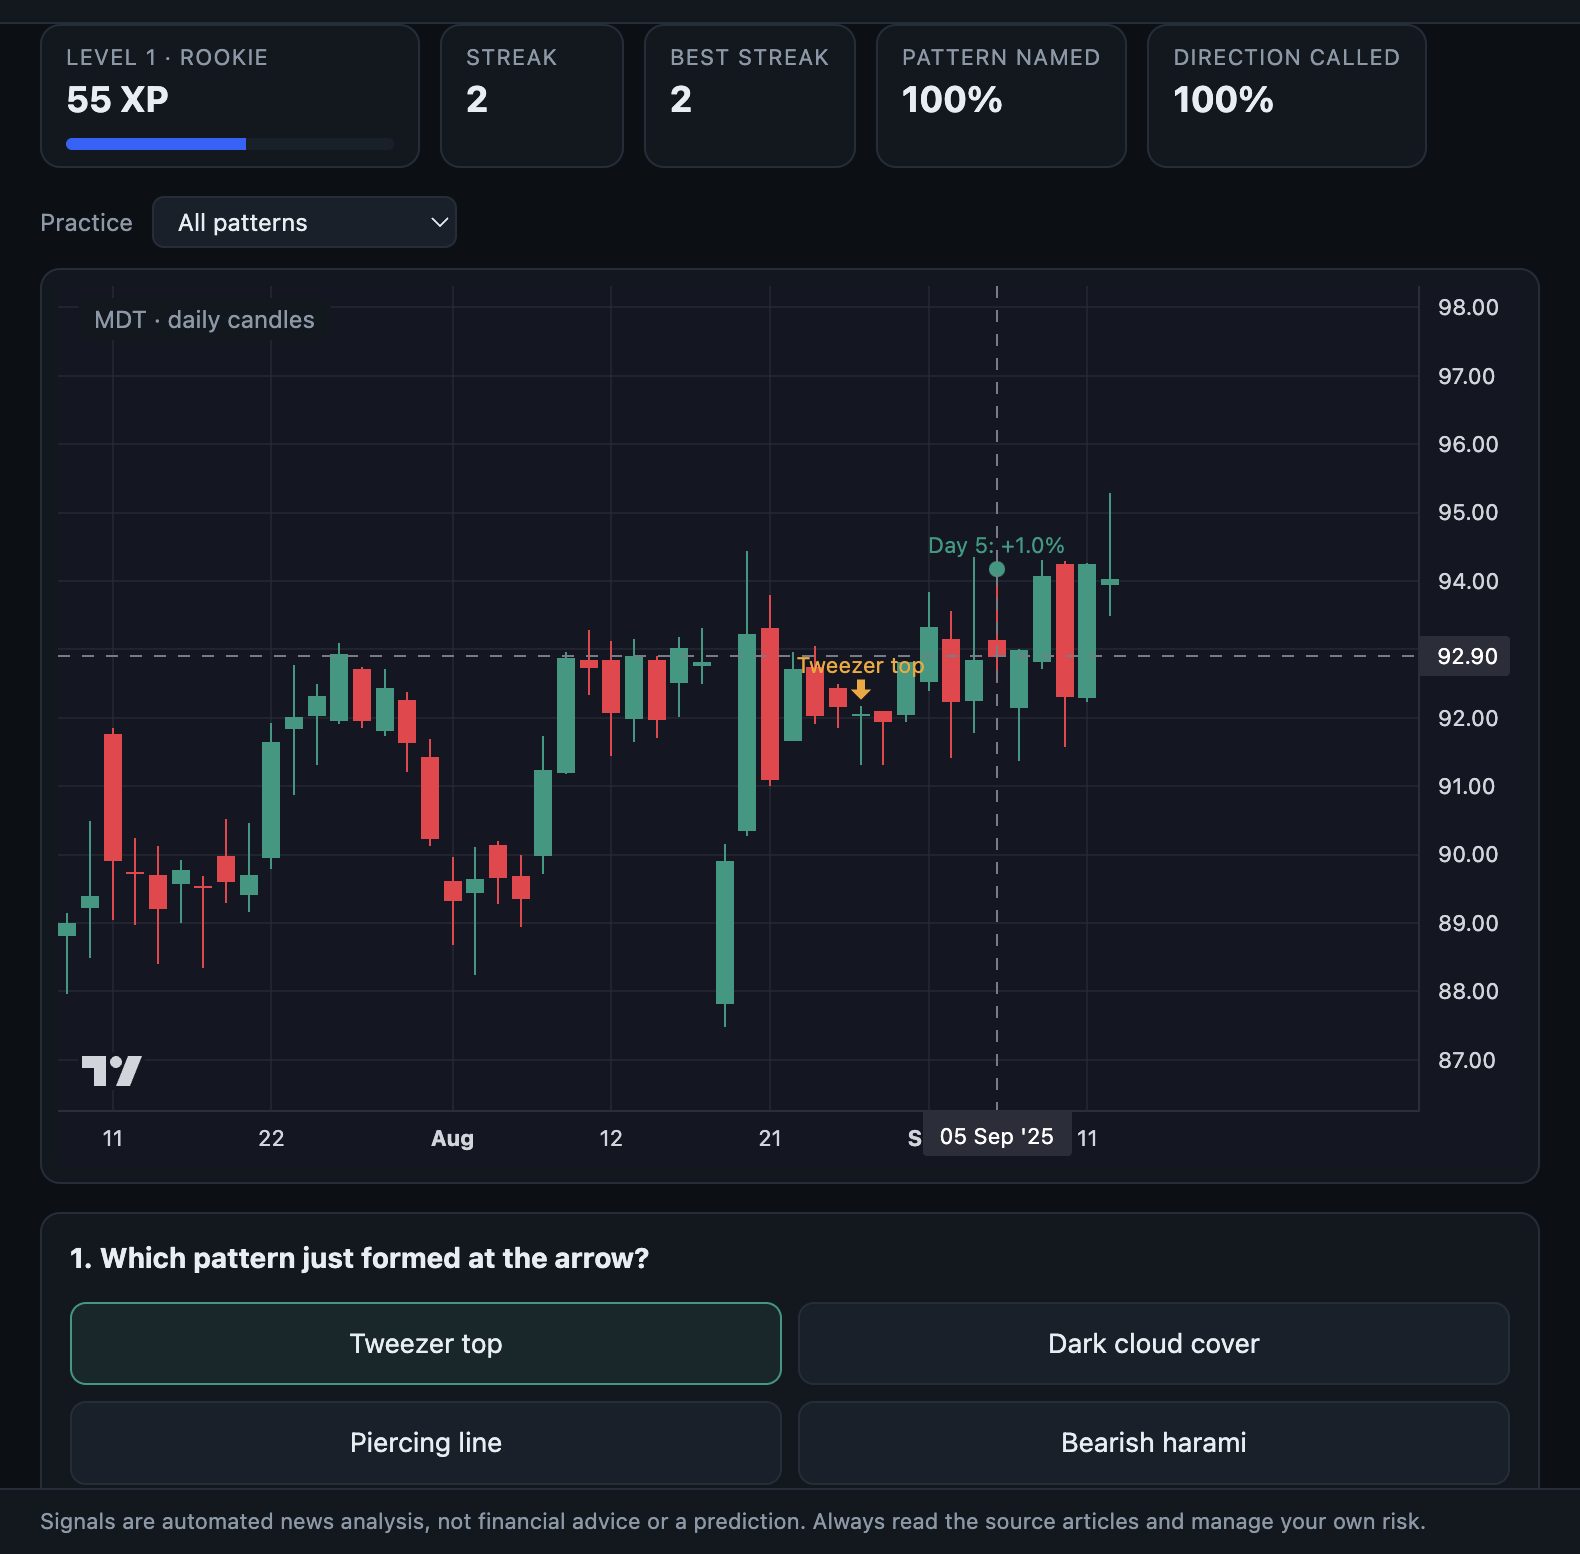 LEVEL 1 · ROOKIE
55 XP
STREAK
2
BEST STREAK
2
PATTERN NAMED
100%
DIRECTION CALLED
100%
Practice
All patterns
MDT · daily candles
98.00
97.00
96.00
95.00
Day 5: +1.0%
94.00
92.90
Tweezer top
92.00
91.00
90.00
89.00
88.00
87.00
11
22
Aug
12
21
S
05 Sep '25
11
1. Which pattern just formed at the arrow?
Tweezer top
Dark cloud cover
Piercing line
Bearish harami
Signals are automated news analysis, not financial advice or a prediction. Always read the source articles and manage your own risk.